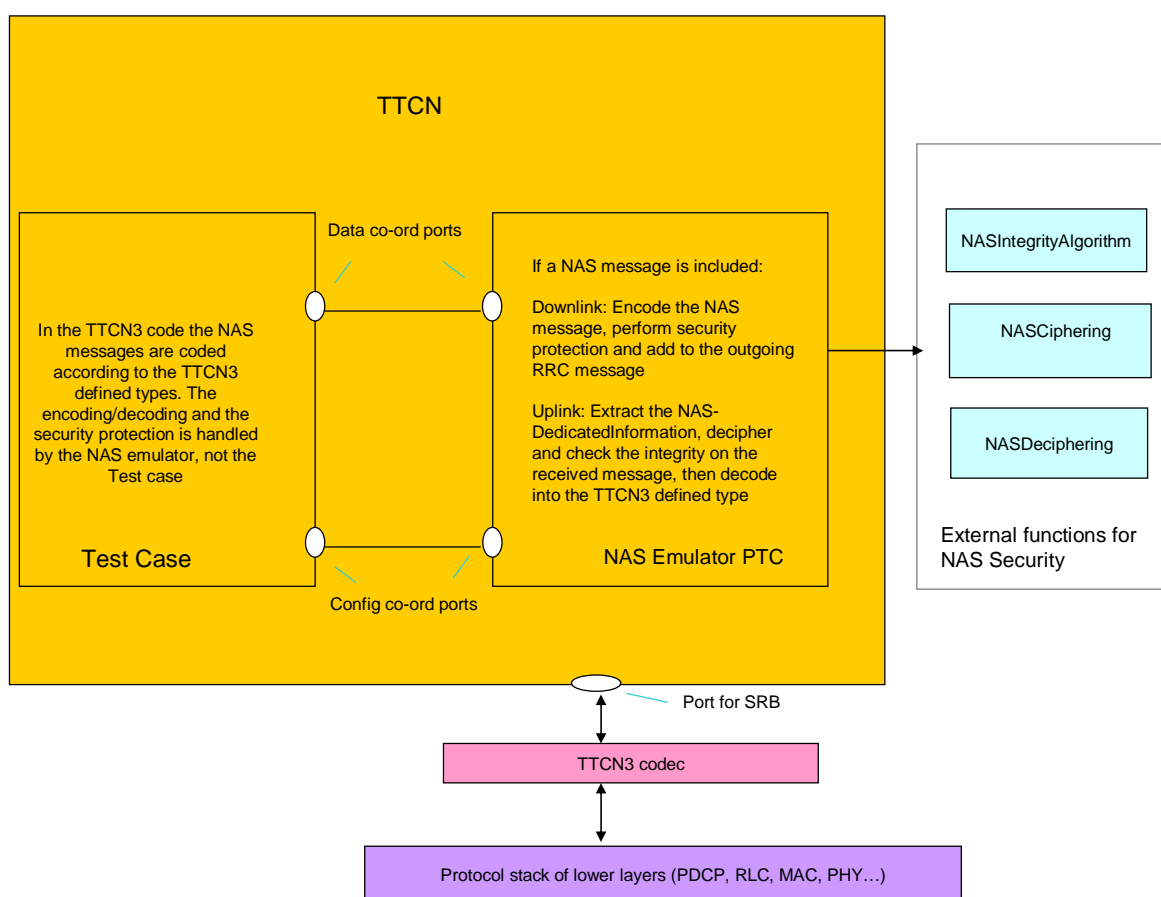 TTCN
Data co-ord ports
In the TTCN3 code the NAS
messages are coded
according to the TTCN3
defined types. The
encoding/decoding and the
security protection is handled
by the NAS emulator, not the
Test case
Test Case
If a NAS message is included:
Downlink: Encode the NAS
message, perform security
protection and add to the outgoing
RRC message
Uplink: Extract the NAS-
DedicatedInformation, decipher
and check the integrity on the
received message, then decode
into the TTCN3 defined type
NAS Emulator PTC
Config co-ord ports
NASIntegrityAlgorithm
NASCiphering
NASDeciphering
External functions for
NAS Security
Port for SRB
TTCN3 codec
Protocol stack of lower layers (PDCP, RLC, MAC, PHY…)